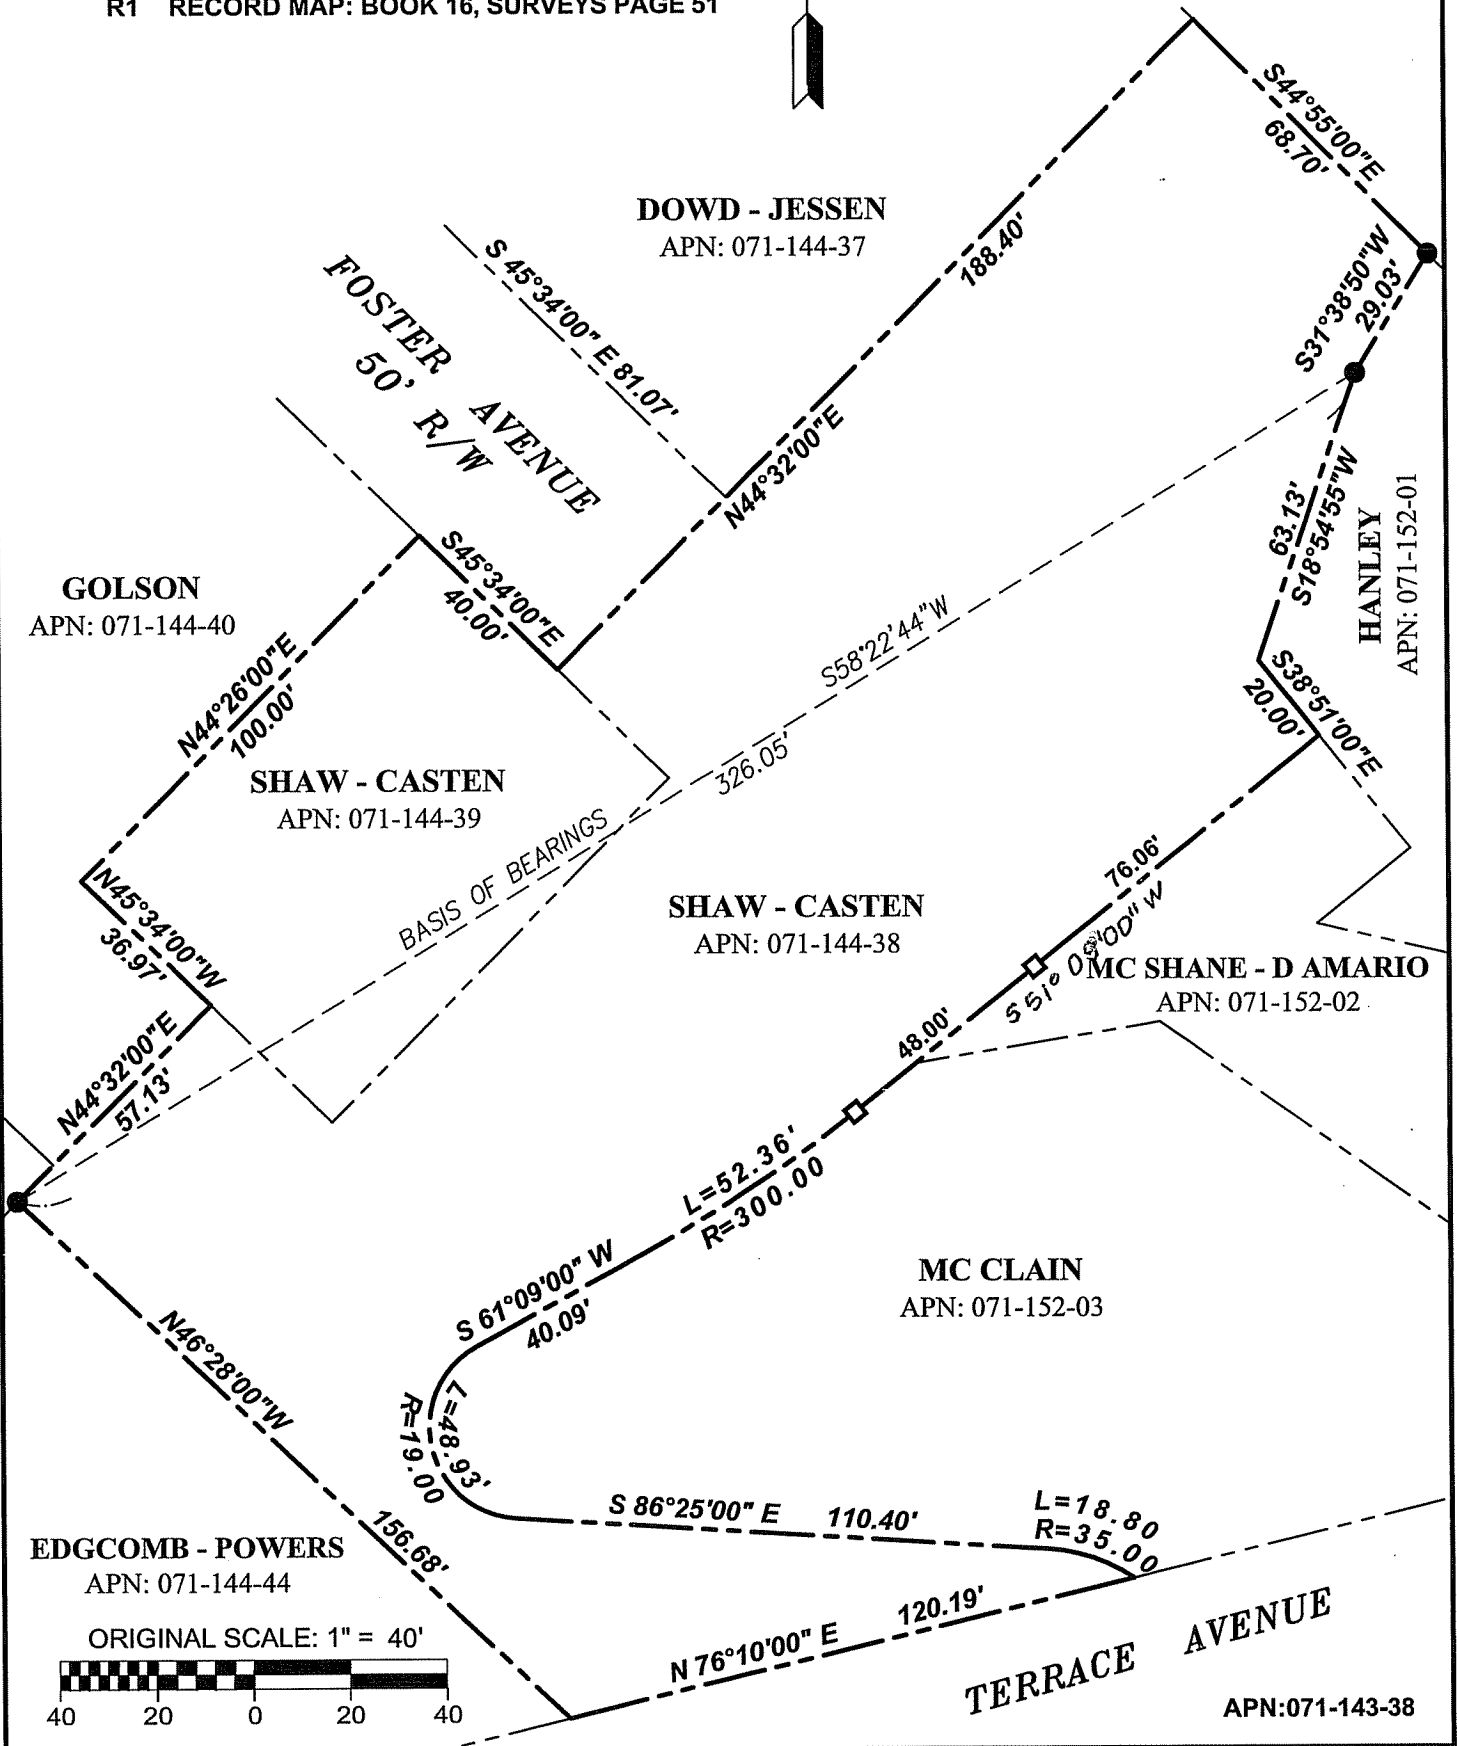 R1 RECORD MAP: BOOK 16, SURVEYS PAGE 51
S44°55'00"E
68.70'
DOWD - JESSEN
APN: 071-144-37
188.40'
S 45°34'00" E 81.07'
FOSTER AVENUE
50' R/W
S31°38'50"W
29.03'
N44°32'00"E
63.13'
S18°54'55"W
HANLEY
APN: 071-152-01
S45°34'00"E
40.00'
GOLSON
APN: 071-144-40
N44°26'00"E
100.00'
S58°22'44"W
326.05'
BASIS OF BEARINGS
S38°51'00"E
20.00'
SHAW - CASTEN
APN: 071-144-39
N45°34'00"W
36.97'
SHAW - CASTEN
APN: 071-144-38
76.06'
S 51° 09'00" W
MC SHANE - D AMARIO
APN: 071-152-02
48.00'
N44°32'00"E
57.13'
L=52.36'
R=300.00
S 61°09'00" W
40.09'
MC CLAIN
APN: 071-152-03
N46°28'00"W
156.68'
L=48.93'
R=19.00
S 86°25'00" E 110.40'
L=18.80
R=35.00
EDGCOMB - POWERS
APN: 071-144-44
N 76°10'00" E 120.19'
TERRACE AVENUE
ORIGINAL SCALE: 1" = 40'
40 20 0 20 40
APN:071-143-38